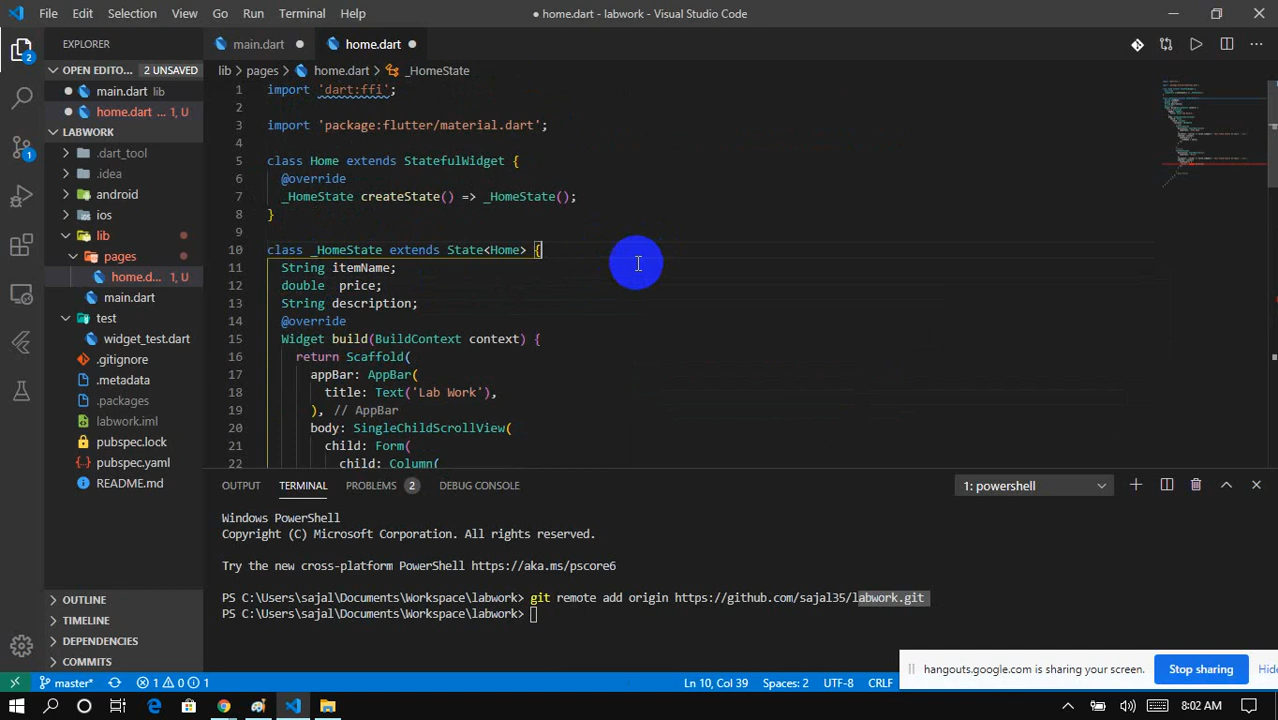 File Edit Selection View Go Run Terminal Help
● home.dart - labwork - Visual Studio Code
EXPLORER
main.dart ●
home.dart ●
OPEN EDITO... 2 UNSAVED
● main.dart lib
● home.dart ... 1, U
LABWORK
.dart_tool
.idea
android
ios
lib
pages
home.d... 1, U
main.dart
test
widget_test.dart
.gitignore
.metadata
.packages
labwork.iml
pubspec.lock
pubspec.yaml
README.md
OUTLINE
TIMELINE
DEPENDENCIES
COMMITS
2
1
lib > pages > home.dart > _HomeState
1 import 'dart:ffi';
2
3 import 'package:flutter/material.dart';
4
5 class Home extends StatefulWidget {
6 @override
7 _HomeState createState() => _HomeState();
8 }
9
10 class _HomeState extends State<Home> {
11 String itemName;
12 double  price;
13 String description;
14 @override
15 Widget build(BuildContext context) {
16 return Scaffold(
17 appBar: AppBar(
18 title: Text('Lab Work'),
19 ), // AppBar
20 body: SingleChildScrollView(
21 child: Form(
22 child: Column(
OUTPUT TERMINAL PROBLEMS 2 DEBUG CONSOLE
1: powershell
Windows PowerShell
Copyright (C) Microsoft Corporation. All rights reserved.
Try the new cross-platform PowerShell https://aka.ms/pscore6
PS C:\Users\sajal\Documents\Workspace\labwork> git remote add origin https://github.com/sajal35/labwork.git
PS C:\Users\sajal\Documents\Workspace\labwork>
hangouts.google.com is sharing your screen. Stop sharing Hide
master* 1 0 1
Ln 10, Col 39 Spaces: 2 UTF-8 CRLF
8:02 AM